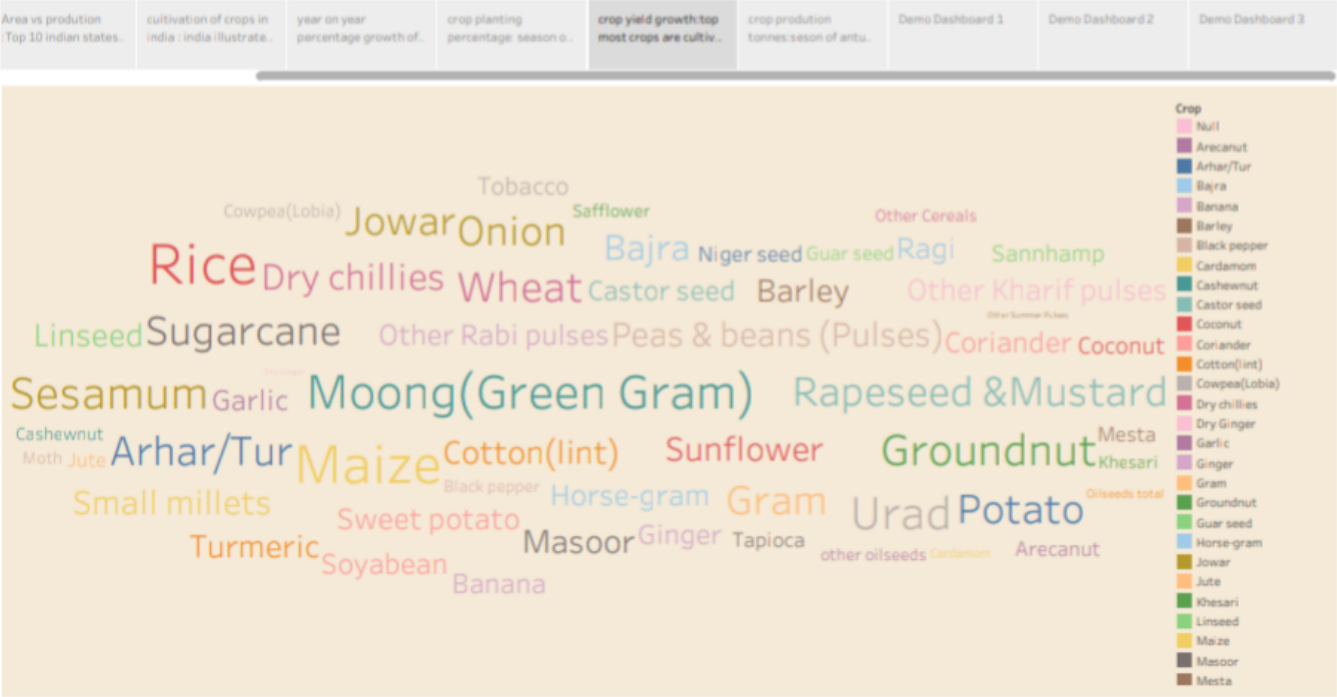 Area vs prodution
:Top 10 indian states..
cuitivation of crops in
india : india illustrate..
year on year
percentage growth of..
crop planting
percentage: season o..
crop yield growth:top
most crops are cultiv..
crop prodution
tonnes:seson of antu..
Demo Dashboard 1
Demo Dashboard 2
Demo Dashboard 3
Tobacco
Cowpea(Lobia)
Jowar
Onion
Safflower
Other Cereals
Rice
Dry chillies
Wheat
Bajra
Niger seed
Guar seed
Ragi
Sannhamp
Castor seed
Barley
Other Kharif pulses
Other Summer Pulses
Linseed
Sugarcane
Other Rabi pulses
Peas & beans (Pulses)
Coriander
Coconut
Sesamum
Garlic
Dry Ginger
Moong(Green Gram)
Rapeseed &Mustard
Cashewnut
Moth
Jute
Arhar/Tur
Maize
Cotton(lint)
Sunflower
Groundnut
Mesta
Khesari
Small millets
Black pepper
Horse-gram
Gram
Urad
Potato
Oilseeds total
Sweet potato
Turmeric
Masoor
Ginger
Tapioca
Soyabean
other oilseeds
Cardamom
Arecanut
Banana
Crop
Null
Arecanut
Arhar/Tur
Bajra
Banana
Barley
Black pepper
Cardamom
Cashewnut
Castor seed
Coconut
Coriander
Cotton(lint)
Cowpea(Lobia)
Dry chillies
Dry Ginger
Garlic
Ginger
Gram
Groundnut
Guar seed
Horse-gram
Jowar
Jute
Khesari
Linseed
Maize
Masoor
Mesta